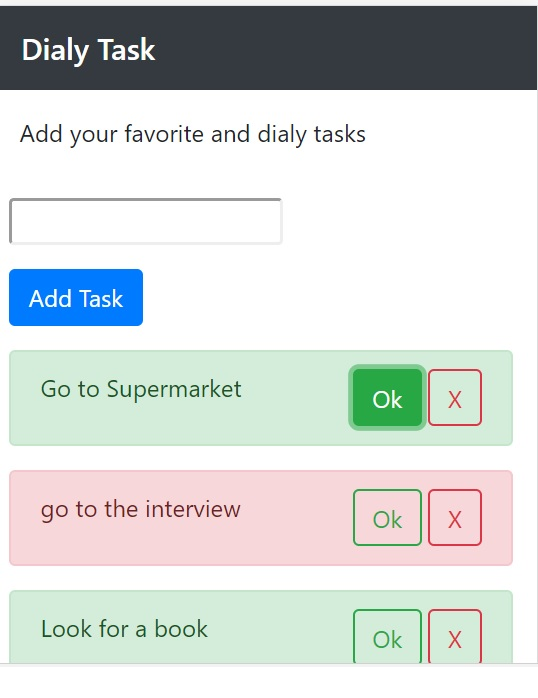 Dialy Task
Add your favorite and dialy tasks
Add Task
Go to Supermarket Ok X
go to the interview Ok X
Look for a book Ok X